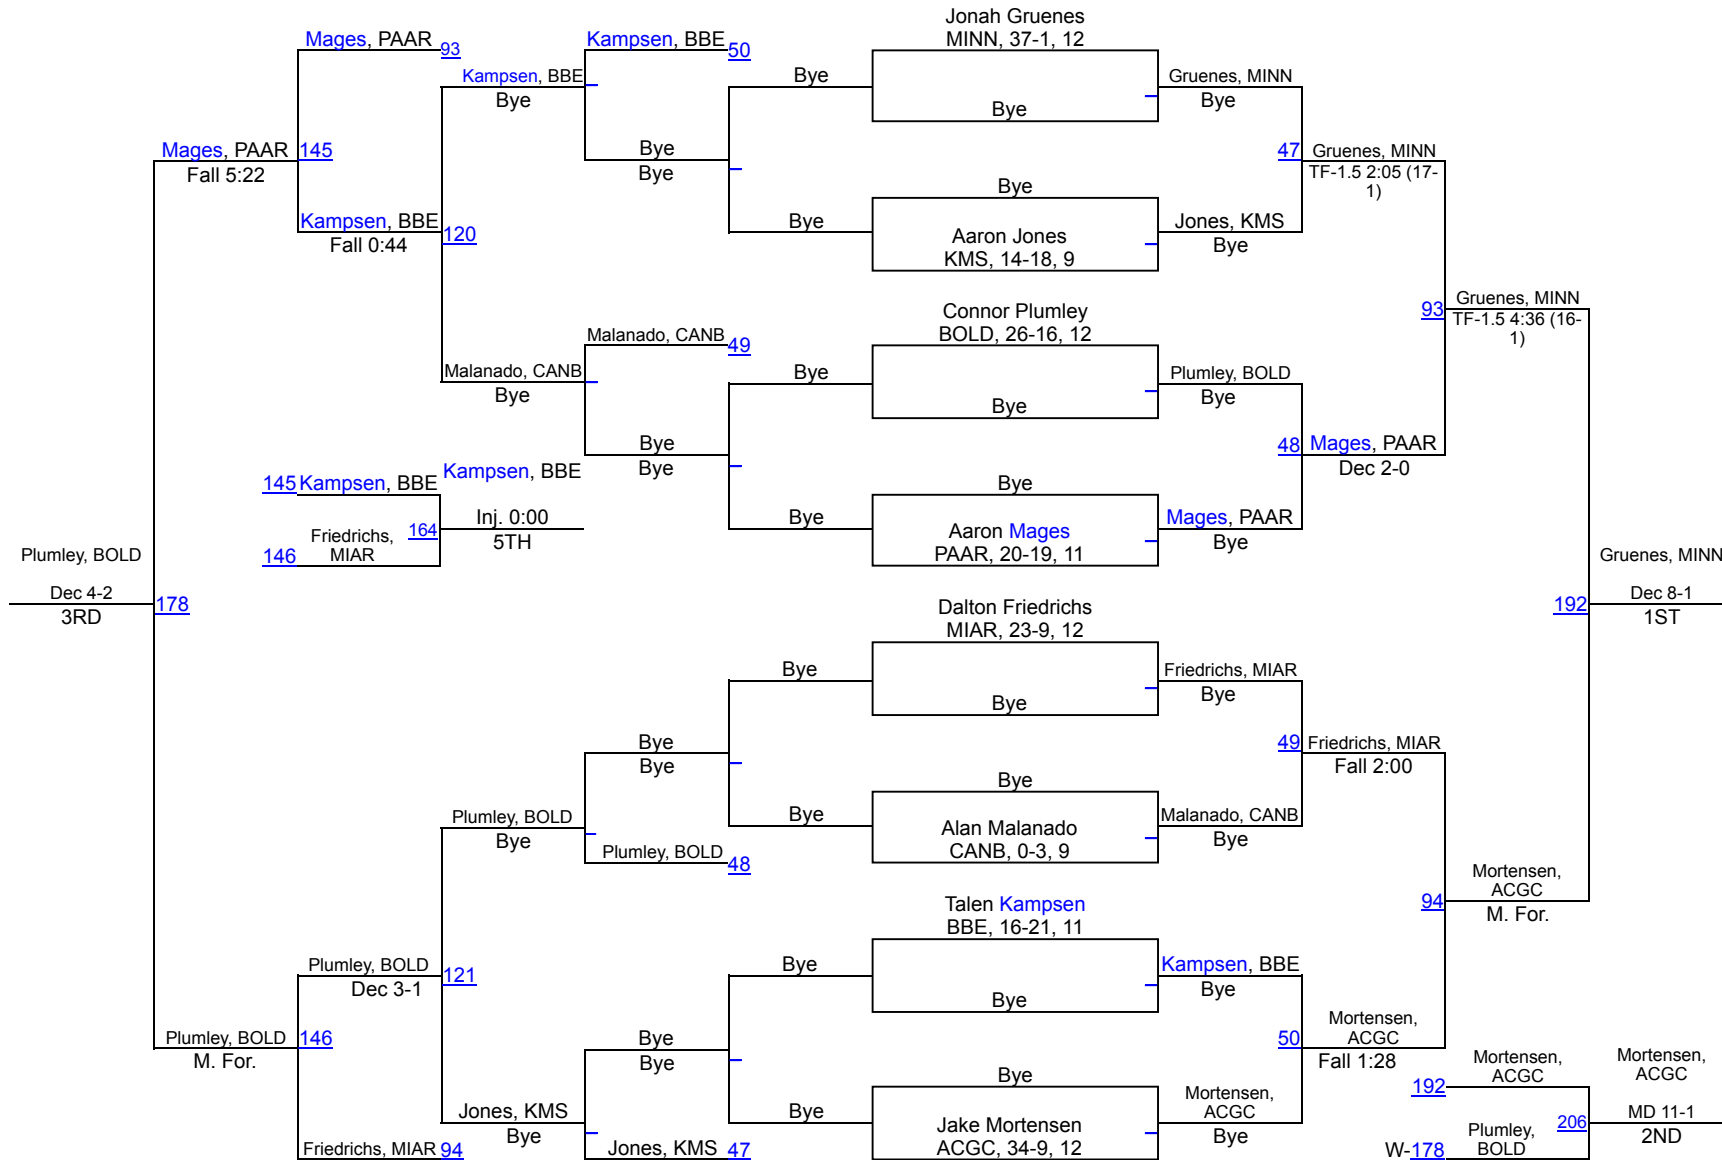 Jonah Gruenes
MINN, 37-1, 12
Mages, PAAR
93
Kampsen, BBE
50
Kampsen, BBE
Bye
Bye
Bye
Gruenes, MINN
Bye
Mages, PAAR
145
Fall 5:22
Bye
Bye
47
Gruenes, MINN
TF-1.5 2:05 (17-
1)
Bye
Kampsen, BBE
120
Fall 0:44
Bye
Aaron Jones
KMS, 14-18, 9
Jones, KMS
Bye
Connor Plumley
BOLD, 26-16, 12
93
Gruenes, MINN
TF-1.5 4:36 (16-
1)
Malanado, CANB
49
Malanado, CANB
Bye
Bye
Bye
Plumley, BOLD
Bye
Bye
Bye
48
Mages, PAAR
Dec 2-0
145
Kampsen, BBE
Kampsen, BBE
Bye
Bye
Aaron Mages
PAAR, 20-19, 11
Mages, PAAR
Bye
Inj. 0:00
5TH
164
Friedrichs,
MIAR
146
Plumley, BOLD
Dec 4-2
3RD
178
Gruenes, MINN
192
Dec 8-1
1ST
Dalton Friedrichs
MIAR, 23-9, 12
Bye
Bye
Friedrichs, MIAR
Bye
Bye
Bye
49
Friedrichs, MIAR
Fall 2:00
Bye
Plumley, BOLD
Bye
Bye
Alan Malanado
CANB, 0-3, 9
Malanado, CANB
Bye
Plumley, BOLD
48
Talen Kampsen
BBE, 16-21, 11
94
Mortensen,
ACGC
M. For.
Plumley, BOLD
121
Dec 3-1
Bye
Bye
Kampsen, BBE
Bye
Plumley, BOLD
146
M. For.
Bye
Bye
50
Mortensen,
ACGC
Fall 1:28
Bye
Jones, KMS
Bye
Bye
Jake Mortensen
ACGC, 34-9, 12
Mortensen,
ACGC
Bye
Friedrichs, MIAR
94
Jones, KMS
47
192
Mortensen,
ACGC
Mortensen,
ACGC
206
MD 11-1
2ND
Plumley,
BOLD
W-178